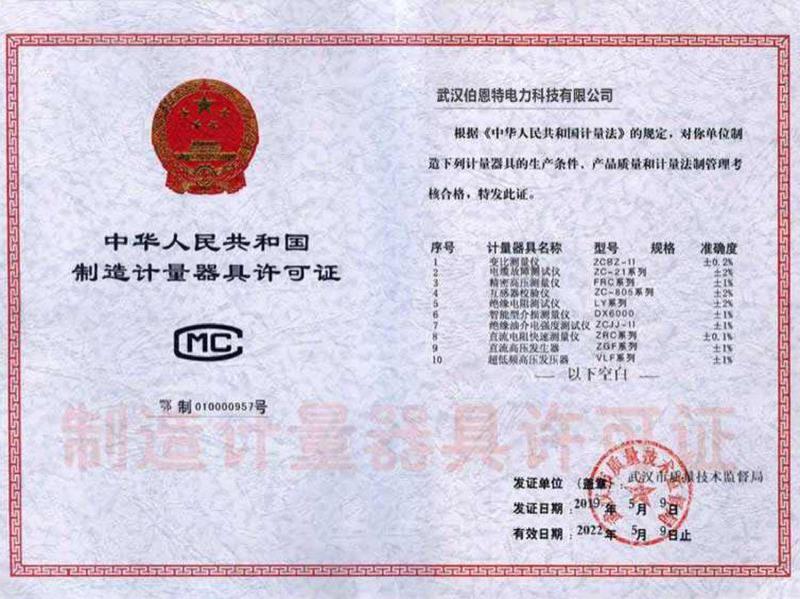 中华人民共和国
制造计量器具许可证
CMC
鄂 制 010000957号
武汉伯恩特电力科技有限公司
根据《中华人民共和国计量法》的规定，对你单位制
造下列计量器具的生产条件、产品质量和计量法制管理考
核合格，特发此证。
序号 计量器具名称 型号 规格 准确度
1 变比测量仪 ZCBZ-II ±0.2%
2 电缆故障测试仪 ZC-21系列 ±2%
3 精密高压测量仪 FRC系列 ±1%
4 互感器校验仪 ZC-805系列 ±2%
5 绝缘电阻测试仪 LY系列 ±2%
6 智能型介损测量仪 DX6000 ±1%
7 绝缘油介电强度测试仪 ZCJJ-II ±1%
8 直流电阻快速测量仪 ZRC系列 ±0.1%
9 直流高压发生器 ZGF系列 ±1%
10 超低频高压发压器 VLF系列 ±1%
— 以下空白 —
制造计量器具许可证
发证单位 （盖章）：武汉市质量技术监督局
发证日期：2019年 5月 9日
有效日期：2022年 5月 9日止